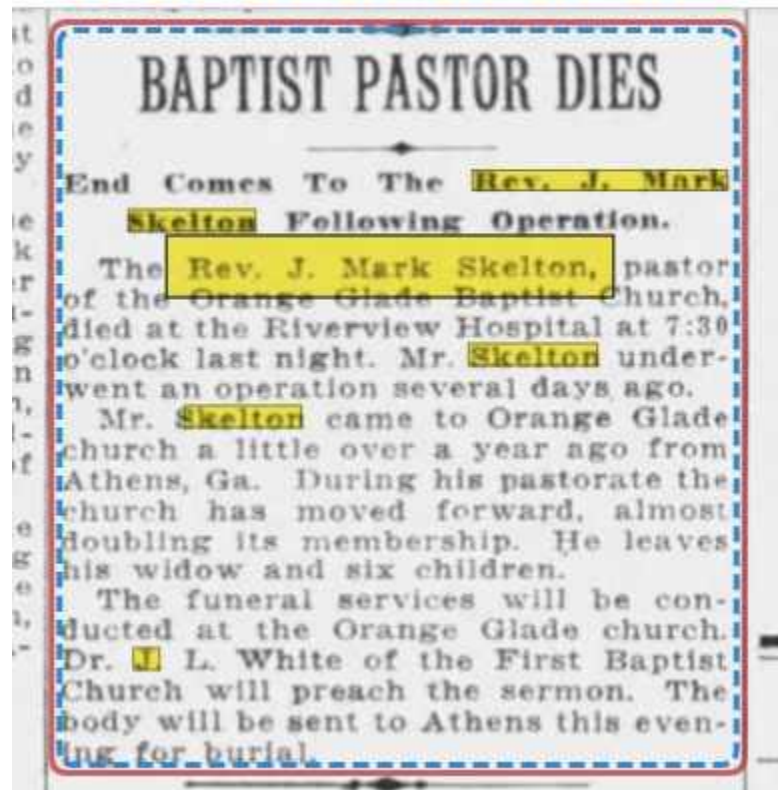 BAPTIST PASTOR DIES
End Comes To The Rev. J. Mark
Skelton Following Operation.
The Rev. J. Mark Skelton, pastor
of the Orange Glade Baptist Church,
died at the Riverview Hospital at 7:30
o'clock last night. Mr. Skelton under-
went an operation several days ago.
Mr. Skelton came to Orange Glade
church a little over a year ago from
Athens, Ga. During his pastorate the
church has moved forward, almost
doubling its membership. He leaves
his widow and six children.
The funeral services will be con-
ducted at the Orange Glade church.
Dr. J. L. White of the First Baptist
Church will preach the sermon. The
body will be sent to Athens this even-
ing for burial.